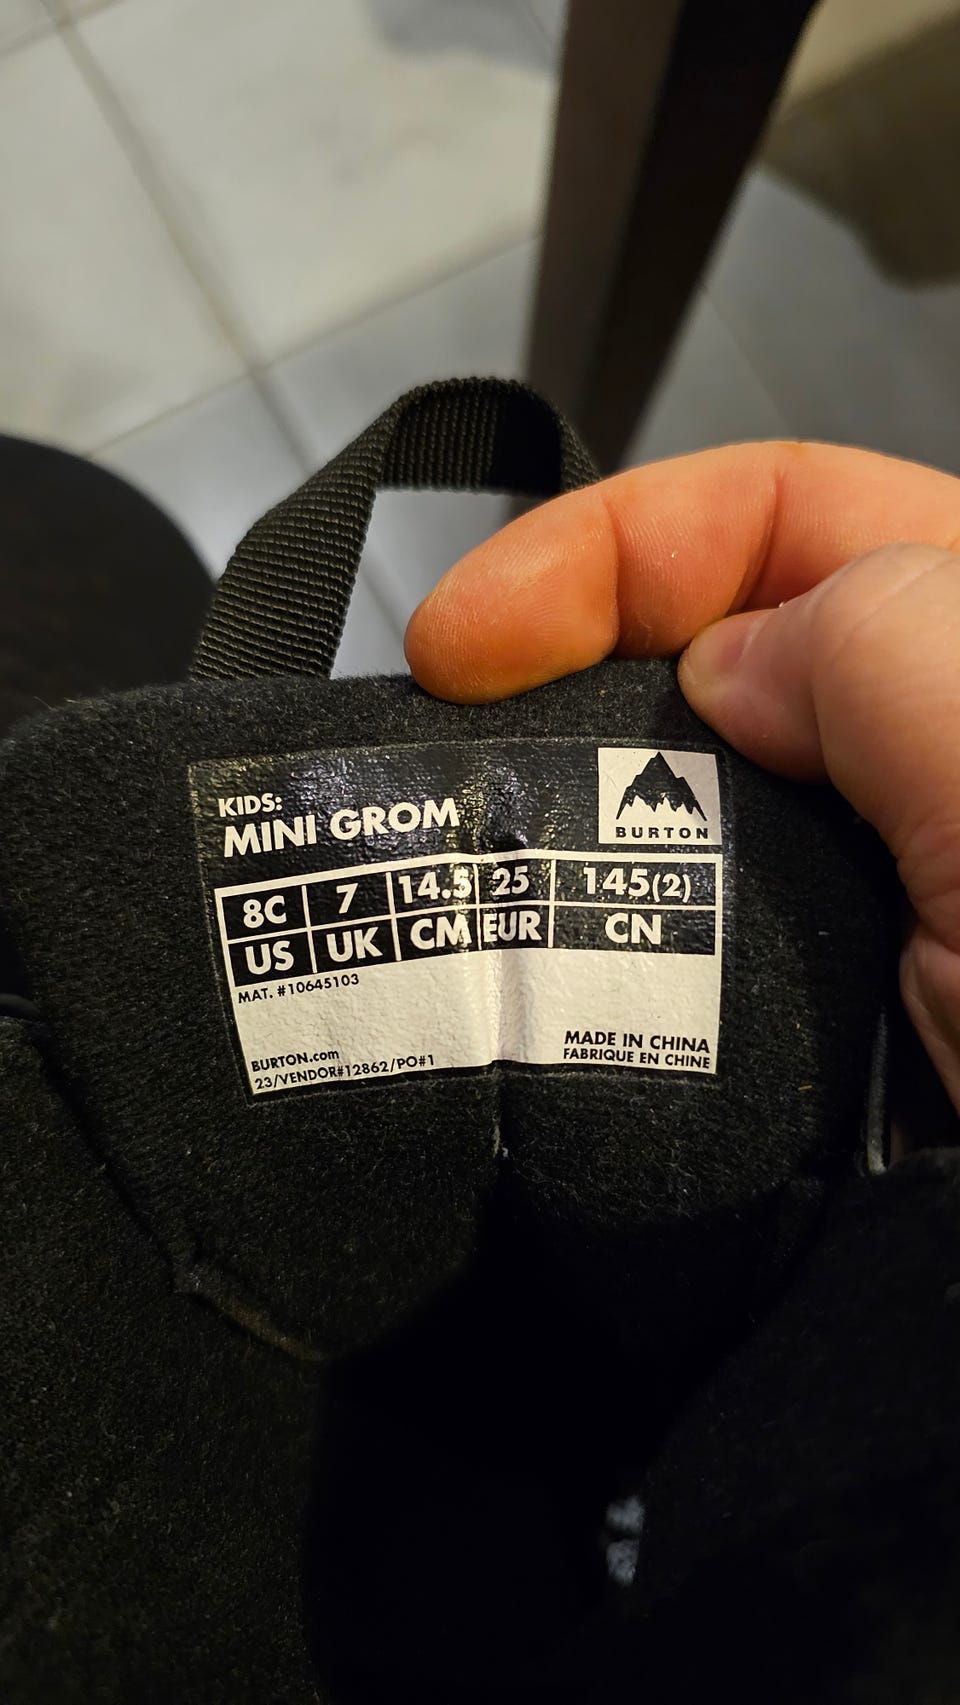 KIDS:
MINI GROM
BURTON
8C 7 14.5 25 145(2)
US UK CM EUR CN
MAT. #10645103
BURTON.com
23/VENDOR#12862/PO#1
MADE IN CHINA
FABRIQUE EN CHINE